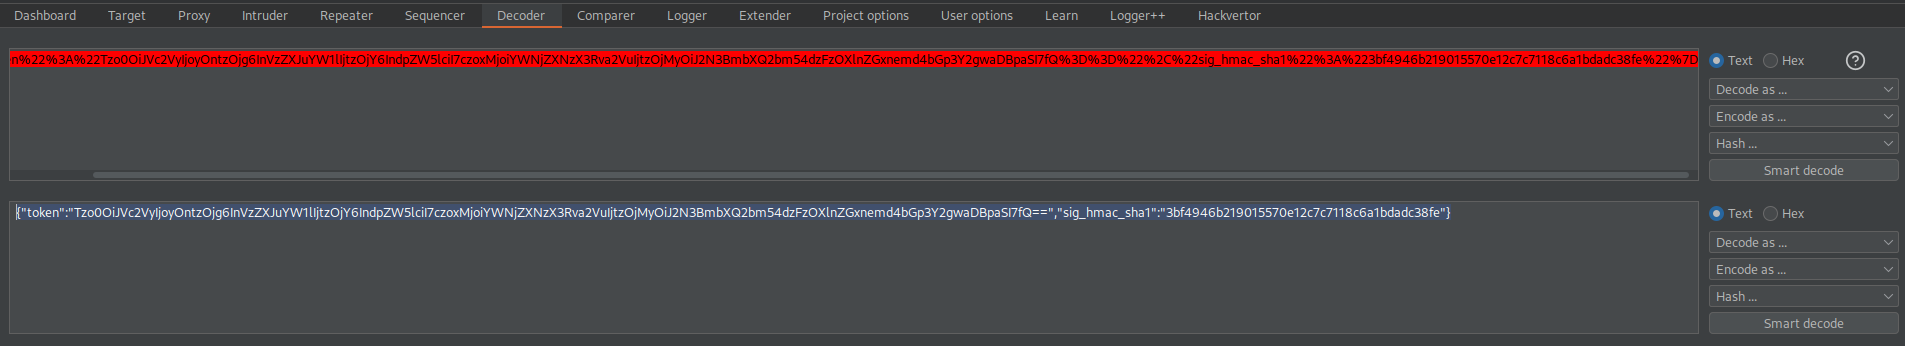 Dashboard Target Proxy Intruder Repeater Sequencer Decoder Comparer Logger Extender Project options User options Learn Logger++ Hackvertor
n%22%3A%22Tzo0OiJVc2VyIjoyOntzOjg6InVzZXJuYW1lIjtzOjY6IndpZW5lciI7czoxMjoiYWNjZXNzX3Rva2VuIjtzOjMyOiJ2N3BmbXQ2bm54dzFzOXlnZGxnemd4bGp3Y2gwaDBpaSI7fQ%3D%3D%22%2C%22sig_hmac_sha1%22%3A%223bf4946b219015570e12c7c7118c6a1bdadc38fe%22%7D
Text Hex ?
Decode as ...
Encode as ...
Hash ...
Smart decode
{"token":"Tzo0OiJVc2VyIjoyOntzOjg6InVzZXJuYW1lIjtzOjY6IndpZW5lciI7czoxMjoiYWNjZXNzX3Rva2VuIjtzOjMyOiJ2N3BmbXQ2bm54dzFzOXlnZGxnemd4bGp3Y2gwaDBpaSI7fQ==","sig_hmac_sha1":"3bf4946b219015570e12c7c7118c6a1bdadc38fe"}
Text Hex
Decode as ...
Encode as ...
Hash ...
Smart decode